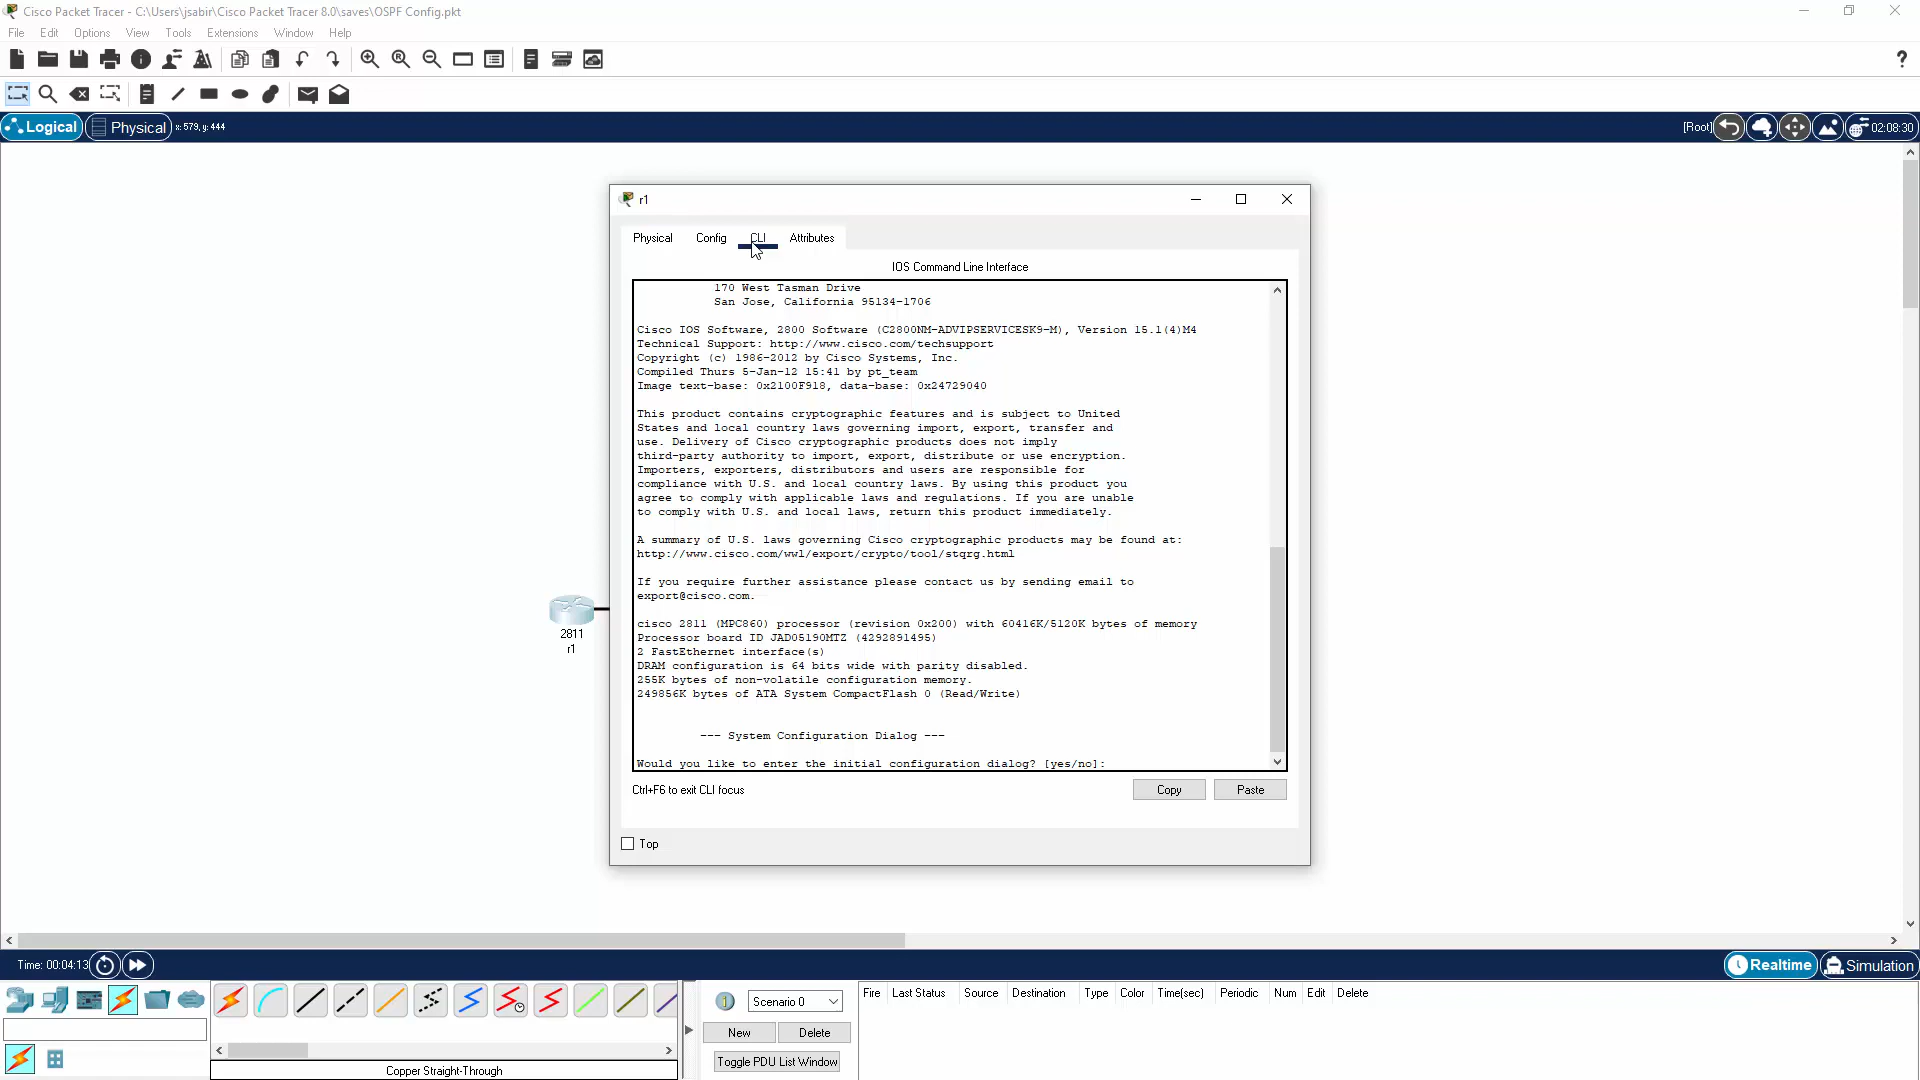 Cisco Packet Tracer - C:\Users\jsabir\Cisco Packet Tracer 8.0\saves\OSPF Config.pkt
File Edit Options View Tools Extensions Window Help
Logical Physical x: 579, y: 444 [Root] 02:08:30
r1
Physical Config CLI Attributes
IOS Command Line Interface
170 West Tasman Drive
San Jose, California 95134-1706
Cisco IOS Software, 2800 Software (C2800NM-ADVIPSERVICESK9-M), Version 15.1(4)M4
Technical Support: http://www.cisco.com/techsupport
Copyright (c) 1986-2012 by Cisco Systems, Inc.
Compiled Thurs 5-Jan-12 15:41 by pt_team
Image text-base: 0x2100F918, data-base: 0x24729040
This product contains cryptographic features and is subject to United
States and local country laws governing import, export, transfer and
use. Delivery of Cisco cryptographic products does not imply
third-party authority to import, export, distribute or use encryption.
Importers, exporters, distributors and users are responsible for
compliance with U.S. and local country laws. By using this product you
agree to comply with applicable laws and regulations. If you are unable
to comply with U.S. and local laws, return this product immediately.
A summary of U.S. laws governing Cisco cryptographic products may be found at:
http://www.cisco.com/wwl/export/crypto/tool/stqrg.html
If you require further assistance please contact us by sending email to
export@cisco.com.
cisco 2811 (MPC860) processor (revision 0x200) with 60416K/5120K bytes of memory
Processor board ID JAD05190MTZ (4292891495)
2 FastEthernet interface(s)
DRAM configuration is 64 bits wide with parity disabled.
255K bytes of non-volatile configuration memory.
249856K bytes of ATA System CompactFlash 0 (Read/Write)
--- System Configuration Dialog ---
Would you like to enter the initial configuration dialog? [yes/no]:
Ctrl+F6 to exit CLI focus Copy Paste
Top
2811
r1
Time: 00:04:13 Realtime Simulation
Scenario 0
New Delete
Toggle PDU List Window
Fire Last Status Source Destination Type Color Time(sec) Periodic Num Edit Delete
Copper Straight-Through